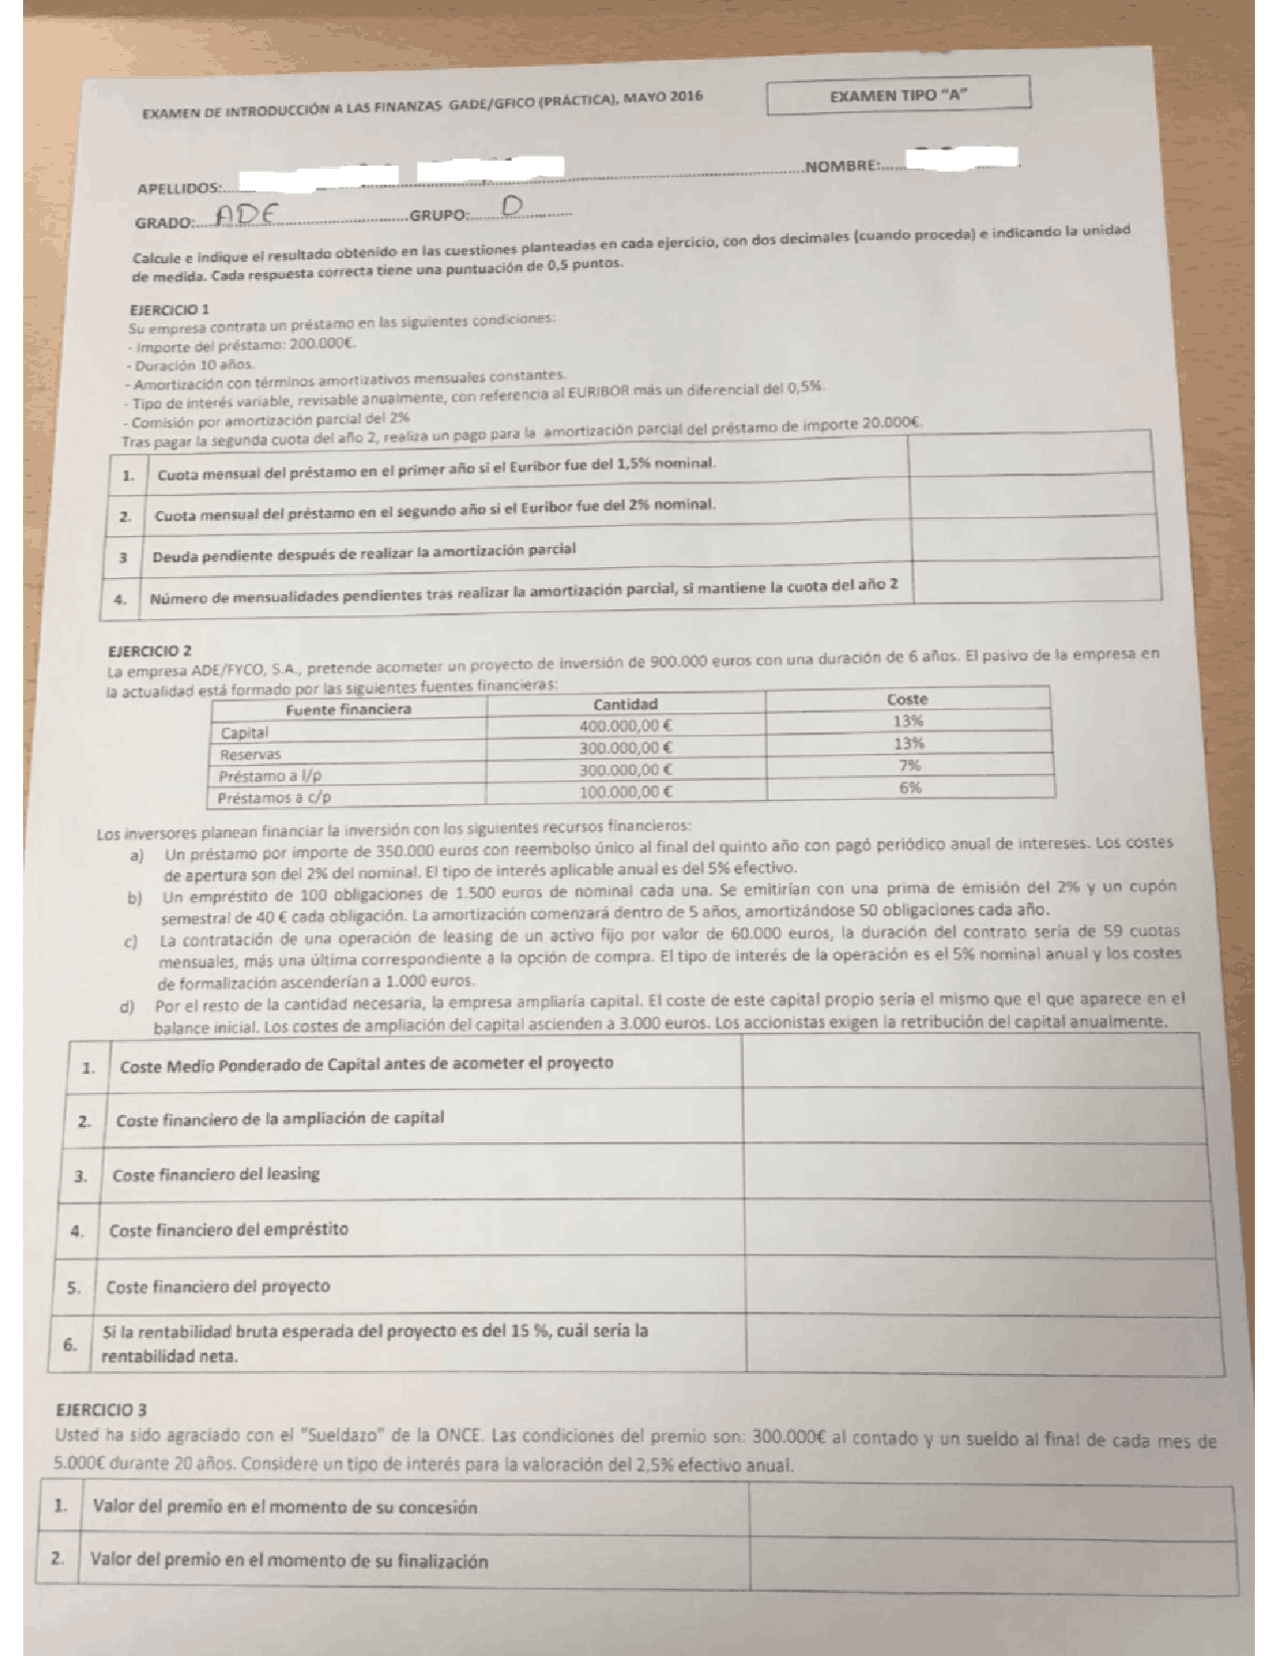 EXAMEN DE INTRODUCCIÓN A LAS FINANZAS GADE/GFICO (PRÁCTICA), MAYO 2016
EXAMEN TIPO "A"
APELLIDOS:
NOMBRE:
GRADO: ADE GRUPO: D
Calcule e indique el resultado obtenido en las cuestiones planteadas en cada ejercicio, con dos decimales (cuando proceda) e indicando la unidad
de medida. Cada respuesta correcta tiene una puntuación de 0,5 puntos.
EJERCICIO 1
Su empresa contrata un préstamo en las siguientes condiciones:
- Importe del préstamo: 200.000€.
- Duración 10 años.
- Amortización con términos amortizativos mensuales constantes.
- Tipo de interés variable, revisable anualmente, con referencia al EURIBOR más un diferencial del 0,5%.
- Comisión por amortización parcial del 2%
Tras pagar la segunda cuota del año 2, realiza un pago para la amortización parcial del préstamo de importe 20.000€.
1. Cuota mensual del préstamo en el primer año si el Euribor fue del 1,5% nominal.
2. Cuota mensual del préstamo en el segundo año si el Euribor fue del 2% nominal.
3 Deuda pendiente después de realizar la amortización parcial
4. Número de mensualidades pendientes tras realizar la amortización parcial, si mantiene la cuota del año 2
EJERCICIO 2
La empresa ADE/FYCO, S.A., pretende acometer un proyecto de inversión de 900.000 euros con una duración de 6 años. El pasivo de la empresa en
la actualidad está formado por las siguientes fuentes financieras:
Fuente financiera Cantidad Coste
Capital 400.000,00 € 13%
Reservas 300.000,00 € 13%
Préstamo a l/p 300.000,00 € 7%
Préstamos a c/p 100.000,00 € 6%
Los inversores planean financiar la inversión con los siguientes recursos financieros:
a) Un préstamo por importe de 350.000 euros con reembolso único al final del quinto año con pagó periódico anual de intereses. Los costes
de apertura son del 2% del nominal. El tipo de interés aplicable anual es del 5% efectivo.
b) Un empréstito de 100 obligaciones de 1.500 euros de nominal cada una. Se emitirían con una prima de emisión del 2% y un cupón
semestral de 40 € cada obligación. La amortización comenzará dentro de 5 años, amortizándose 50 obligaciones cada año.
c) La contratación de una operación de leasing de un activo fijo por valor de 60.000 euros, la duración del contrato sería de 59 cuotas
mensuales, más una última correspondiente a la opción de compra. El tipo de interés de la operación es el 5% nominal anual y los costes
de formalización ascenderían a 1.000 euros.
d) Por el resto de la cantidad necesaria, la empresa ampliaría capital. El coste de este capital propio sería el mismo que el que aparece en el
balance inicial. Los costes de ampliación del capital ascienden a 3.000 euros. Los accionistas exigen la retribución del capital anualmente.
1. Coste Medio Ponderado de Capital antes de acometer el proyecto
2. Coste financiero de la ampliación de capital
3. Coste financiero del leasing
4. Coste financiero del empréstito
5. Coste financiero del proyecto
6. Si la rentabilidad bruta esperada del proyecto es del 15 %, cuál sería la
rentabilidad neta.
EJERCICIO 3
Usted ha sido agraciado con el "Sueldazo" de la ONCE. Las condiciones del premio son: 300.000€ al contado y un sueldo al final de cada mes de
5.000€ durante 20 años. Considere un tipo de interés para la valoración del 2,5% efectivo anual.
1. Valor del premio en el momento de su concesión
2. Valor del premio en el momento de su finalización